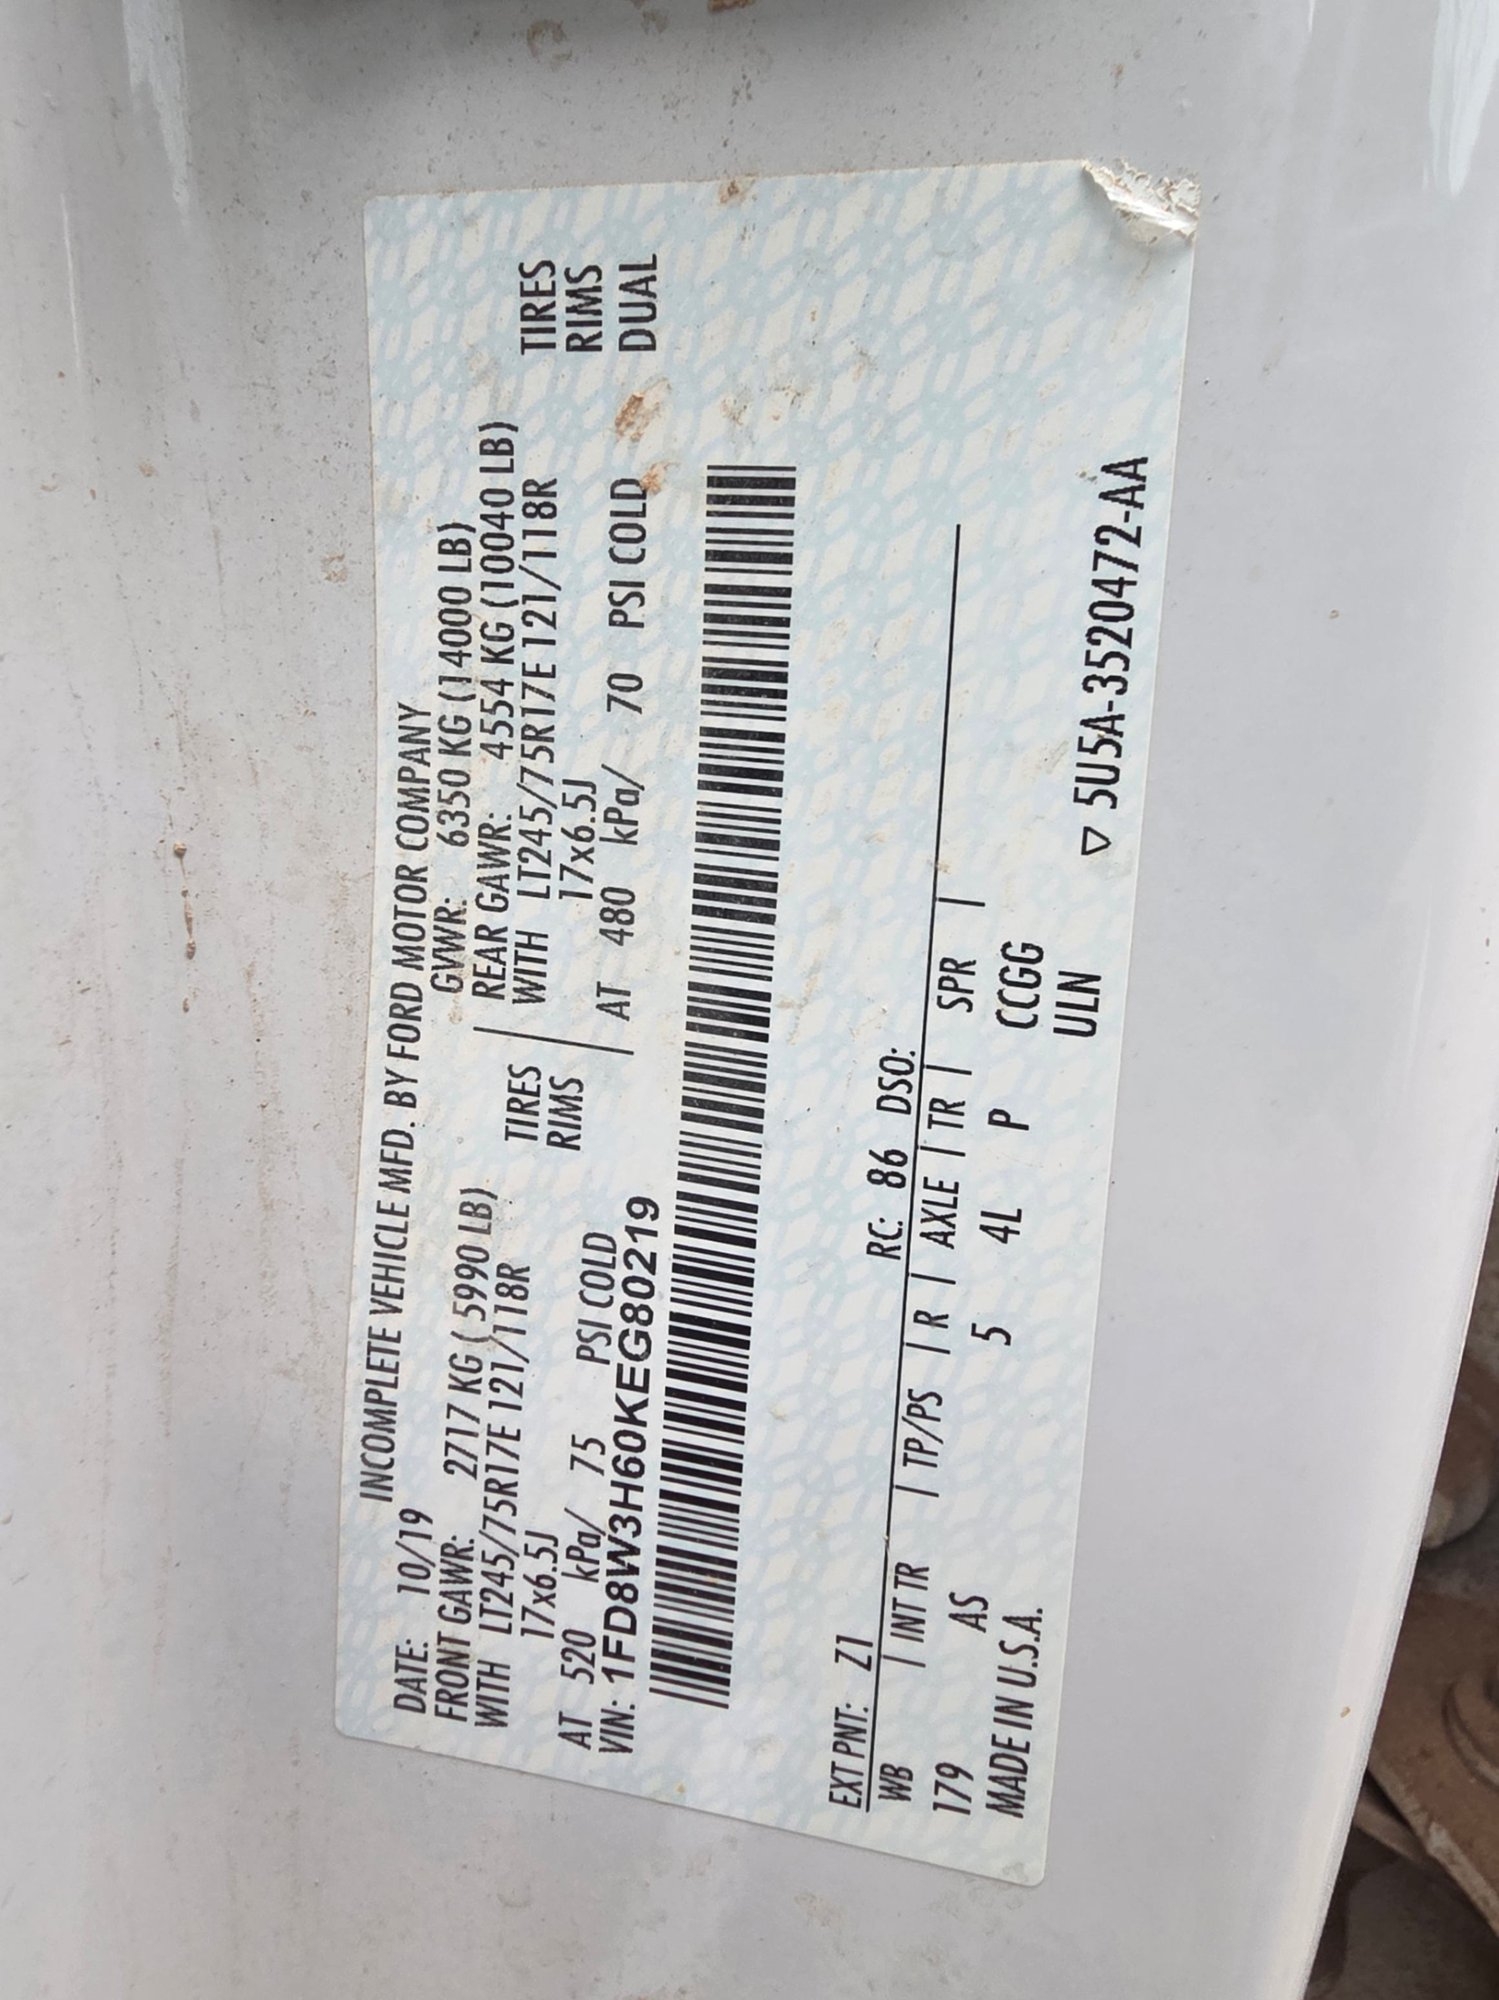 INCOMPLETE VEHICLE MFD. BY FORD MOTOR COMPANY
DATE: 10/19 GVWR: 6350 KG (14000 LB)
FRONT GAWR: 2717 KG ( 5990 LB) REAR GAWR: 4554 KG (10040 LB)
WITH LT245/75R17E 121/118R TIRES WITH LT245/75R17E 121/118R TIRES
17x6.5J RIMS 17x6.5J RIMS
AT 520 kPa/ 75 PSI COLD AT 480 kPa/ 70 PSI COLD DUAL
VIN: 1FD8W3H60KEG80219
EXT PNT: Z1 RC: 86 DSO:
WB | INT TR | TP/PS | R | AXLE | TR | SPR |
179 AS 5 4L P CCGG
MADE IN U.S.A. ULN
▽ 5U5A-3520472-AA